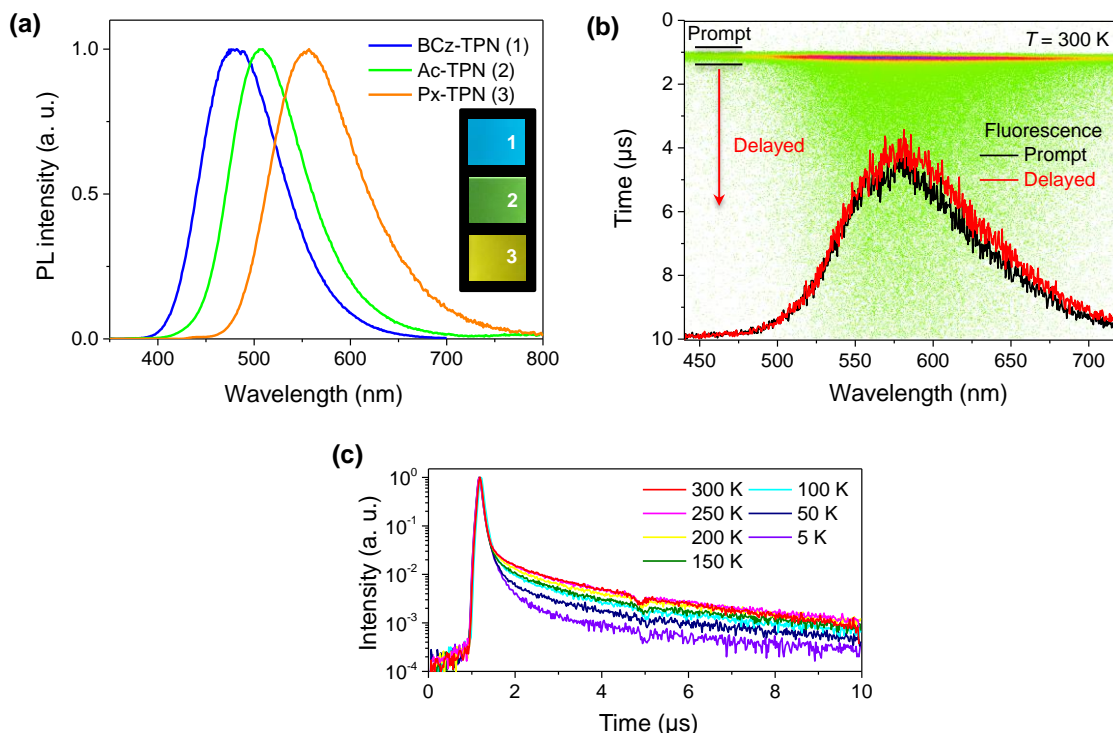 (a)
PL intensity (a. u.)
1.0
0.5
0.0
400
500
600
700
800
Wavelength (nm)
BCz-TPN (1)
Ac-TPN (2)
Px-TPN (3)
1
2
3
(b)
Time (µs)
0
2
4
6
8
10
450
500
550
600
650
700
Wavelength (nm)
Prompt
T = 300 K
Delayed
Fluorescence
Prompt
Delayed
(c)
Intensity (a. u.)
10⁰
10⁻¹
10⁻²
10⁻³
10⁻⁴
0
2
4
6
8
10
Time (µs)
300 K
250 K
200 K
150 K
100 K
50 K
5 K